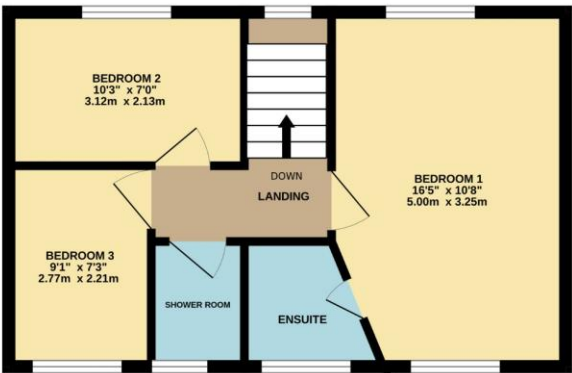 BEDROOM 2
10'3" x 7'0"
3.12m x 2.13m
DOWN
LANDING
BEDROOM 1
16'5" x 10'8"
5.00m x 3.25m
BEDROOM 3
9'1" x 7'3"
2.77m x 2.21m
SHOWER ROOM
ENSUITE